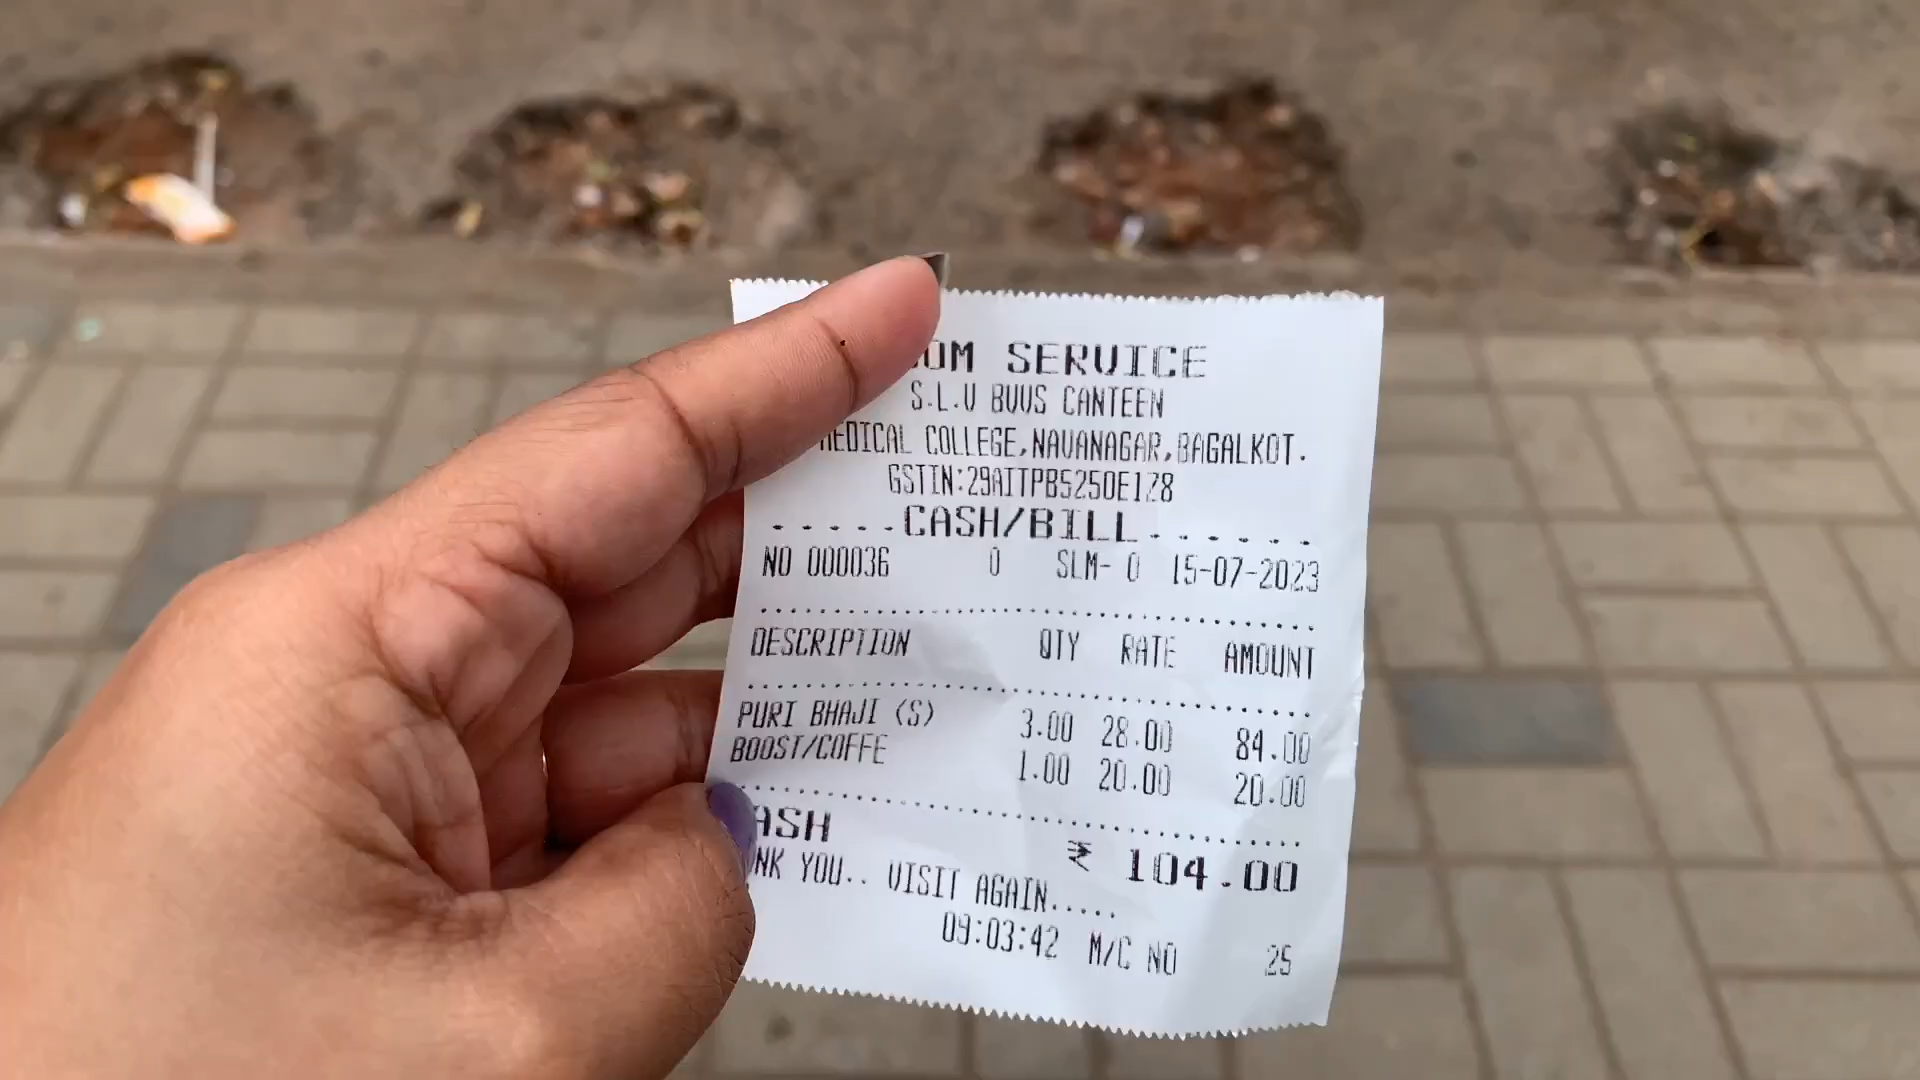 OM SERVICE
S.L.V BVVS CANTEEN
MEDICAL COLLEGE,NAVANAGAR,BAGALKOT.
GSTIN:29AITPB5250E1Z8
.....CASH/BILL......
NO 000036 0 SLM- 0 15-07-2023
DESCRIPTION QTY RATE AMOUNT
PURI BHAJI (S) 3.00 28.00 84.00
BOOST/COFFE 1.00 20.00 20.00
ASH ₹ 104.00
NK YOU.. VISIT AGAIN.....
09:03:42 M/C NO 25